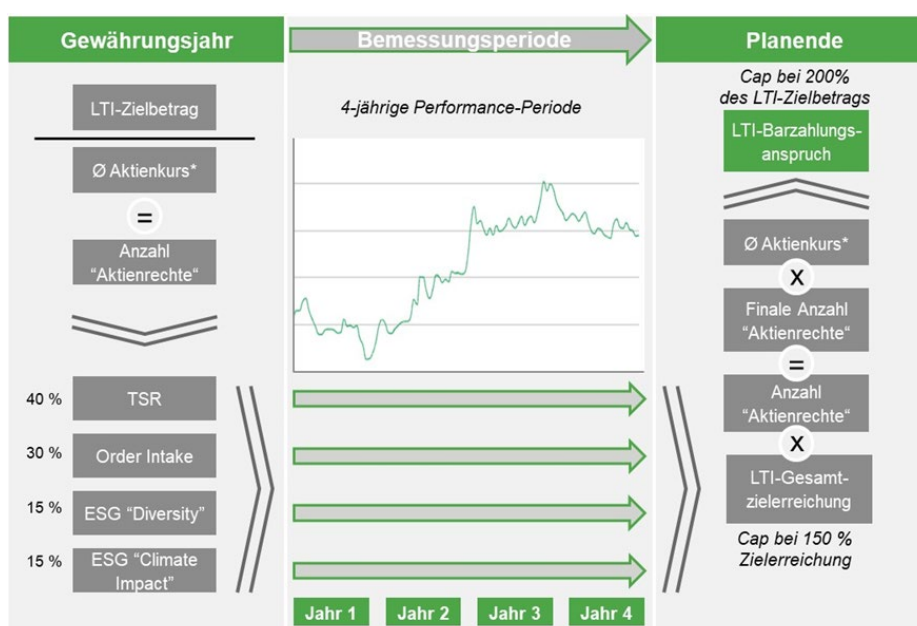 Gewährungsjahr
LTI-Zielbetrag
Ø Aktienkurs*
=
Anzahl
“Aktienrechte“
40 %
TSR
30 %
Order Intake
15 %
ESG “Diversity”
15 %
ESG “Climate
Impact”
Bemessungsperiode
4-jährige Performance-Periode
Jahr 1
Jahr 2
Jahr 3
Jahr 4
Planende
Cap bei 200%
des LTI-Zielbetrags
LTI-Barzahlungs-
anspruch
Ø Aktienkurs*
X
Finale Anzahl
“Aktienrechte“
=
Anzahl
“Aktienrechte“
X
LTI-Gesamt-
zielerreichung
Cap bei 150 %
Zielerreichung